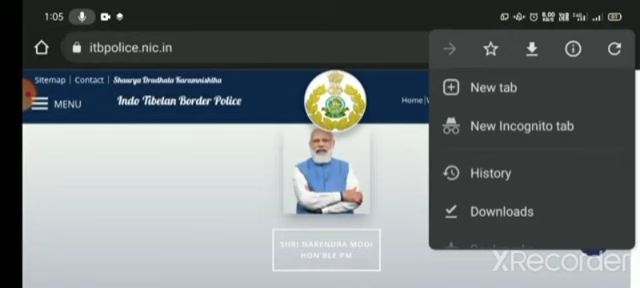 1:05
itbpolice.nic.in
Sitemap | Contact | Shaurya Dradhata Karamnishtha
MENU
Indo Tibetan Border Police
Home|
New tab
New Incognito tab
History
Downloads
SHRI NARENDRA MODI
HON'BLE PM
XRecorder